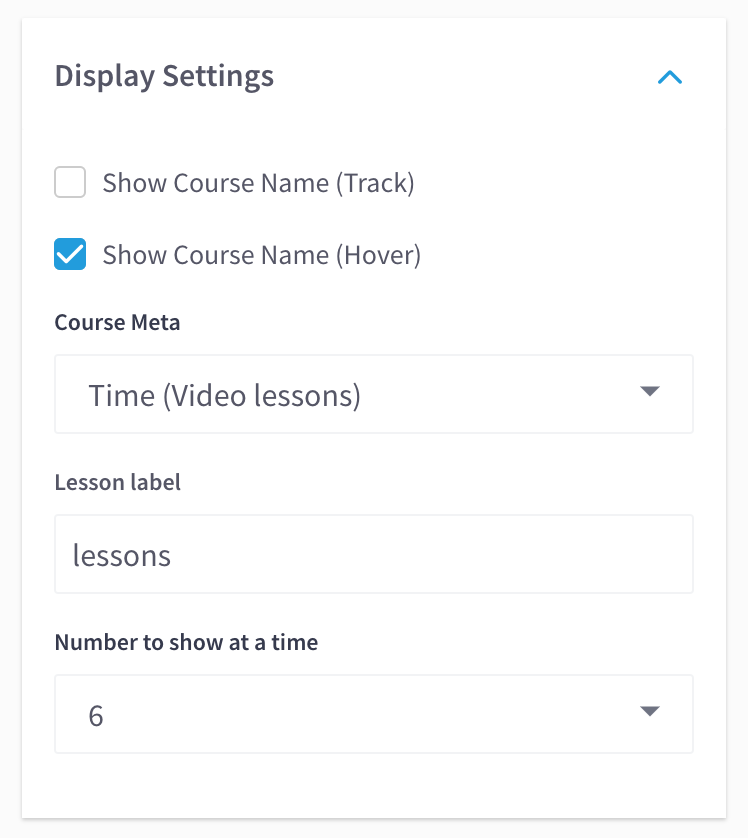 Display Settings
Show Course Name (Track)
Show Course Name (Hover)
Course Meta
Time (Video lessons)
Lesson label
lessons
Number to show at a time
6